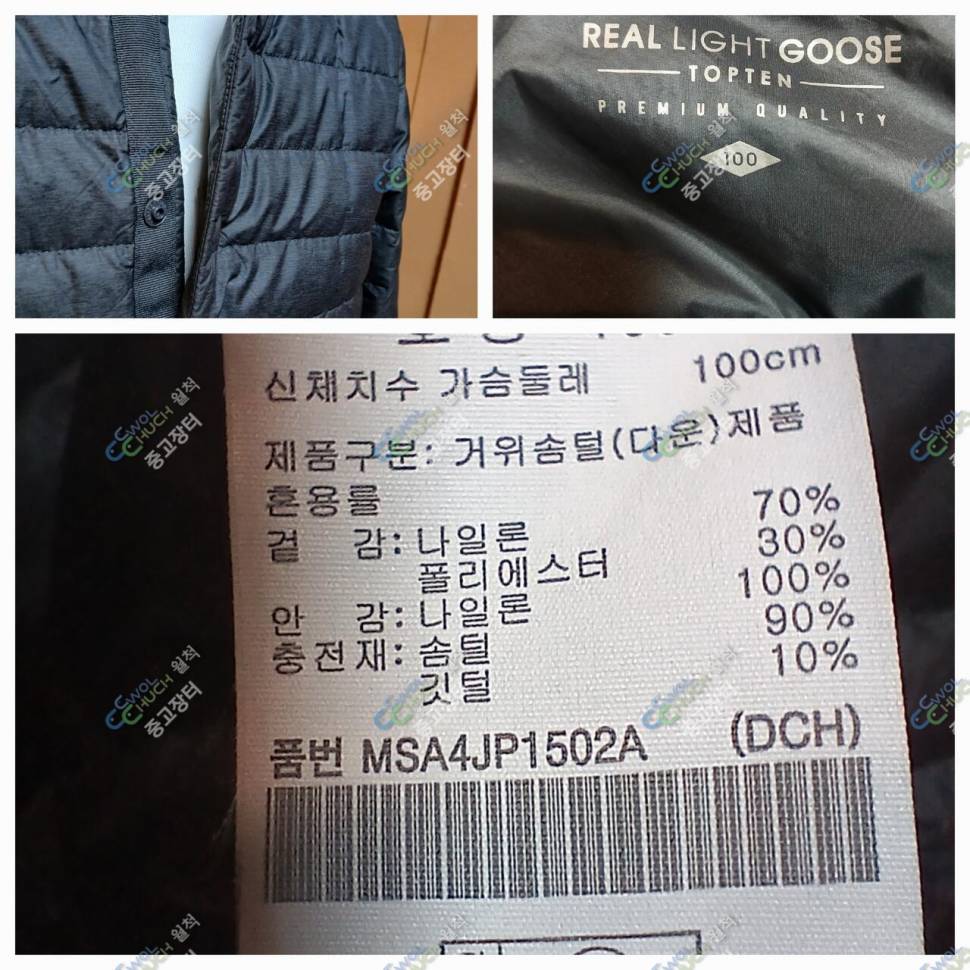 REAL LIGHT GOOSE
TOPTEN
PREMIUM QUALITY
100
신체치수 가슴둘레 100cm
제품구분: 거위솜털(다운)제품
혼용률
겉 감: 나일론 70%
폴리에스터 30%
안 감: 나일론 100%
충전재: 솜털 90%
깃털 10%
품번 MSA4JP1502A (DCH)
CWOL
CHUCH 월척
중고장터